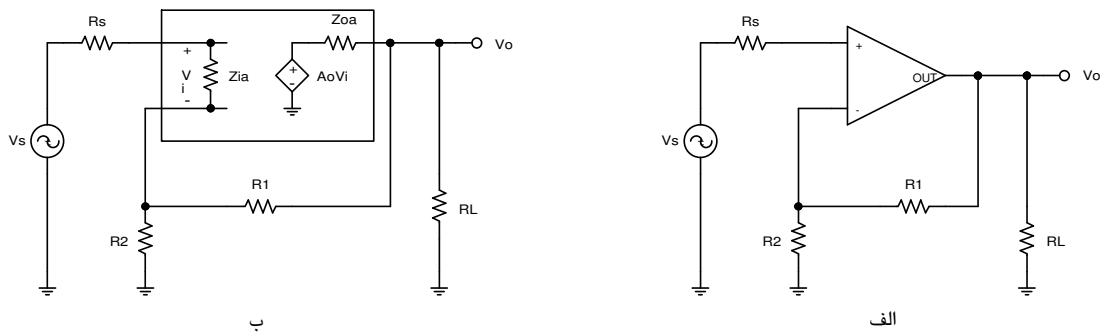 Rs
Zoa
Vo
+
V
i
-
Zia
+
-
AoVi
Vs
R1
R2
RL
ب
Rs
+
OUT
-
Vo
Vs
R1
R2
RL
الف